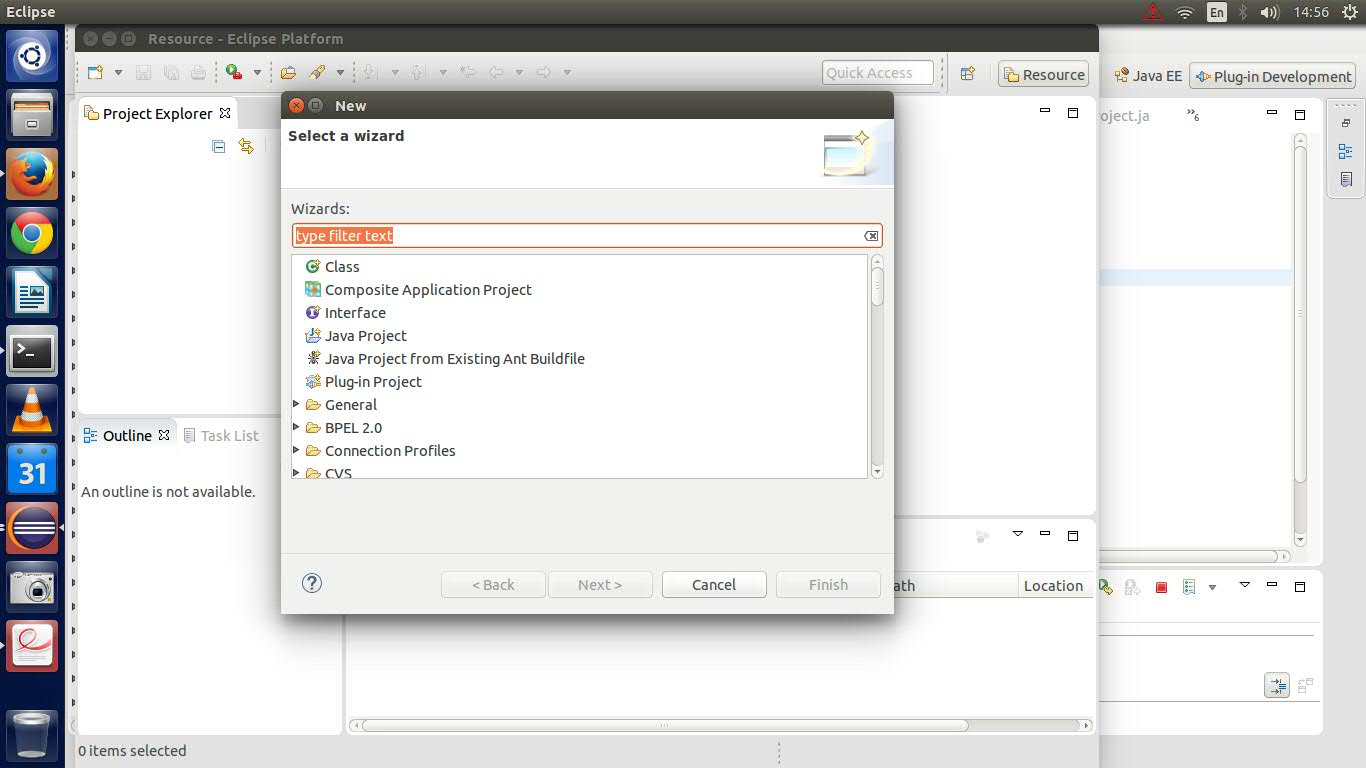 Eclipse
En
14:56
Resource - Eclipse Platform
Quick Access
Resource
Java EE
Plug-in Development
Project Explorer
oject.ja
»6
New
Select a wizard
Wizards:
type filter text
Class
Composite Application Project
Interface
Java Project
Java Project from Existing Ant Buildfile
Plug-in Project
General
BPEL 2.0
Connection Profiles
CVS
Outline
Task List
An outline is not available.
31
< Back
Next >
Cancel
Finish
ath
Location
0 items selected